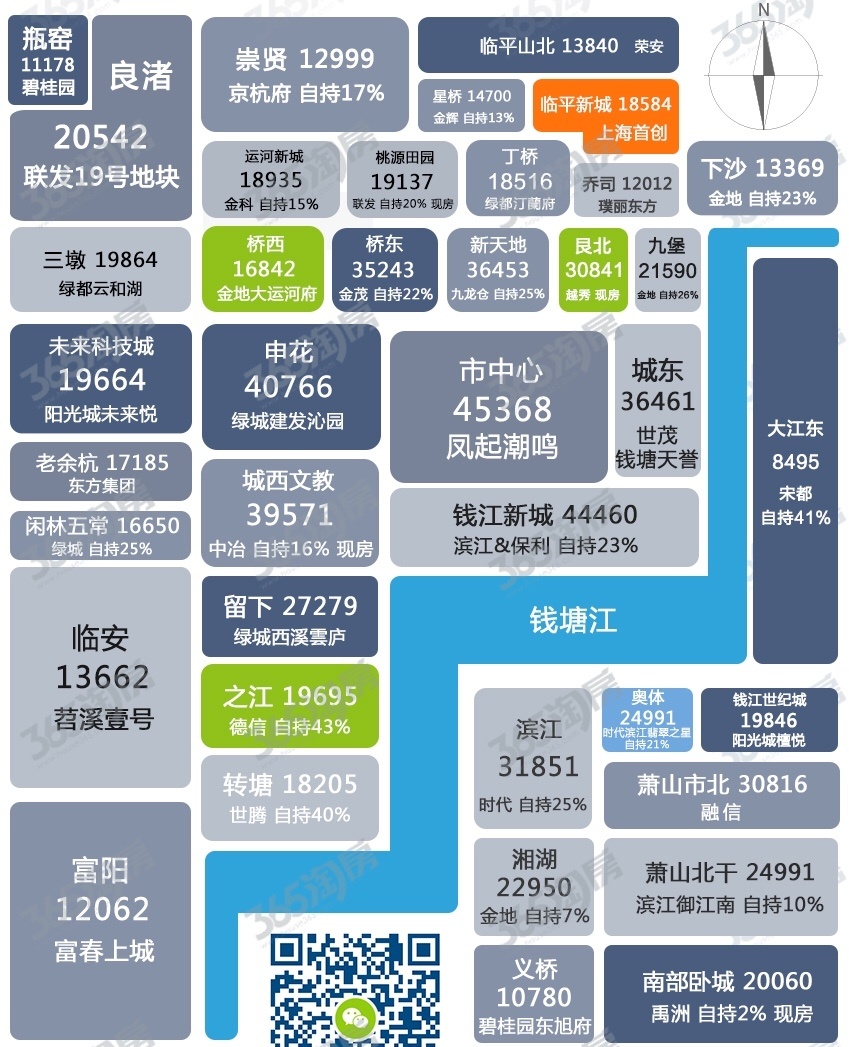 瓶窑
11178
碧桂园
良渚
20542
联发19号地块
崇贤 12999
京杭府 自持17%
临平山北 13840 荣安
星桥 14700
金辉 自持13%
临平新城 18584
上海首创
N
运河新城
18935
金科 自持15%
桃源田园
19137
联发 自持20% 现房
丁桥
18516
绿都汀蘭府
乔司 12012
璞丽东方
下沙 13369
金地 自持23%
三墩 19864
绿都云和湖
桥西
16842
金地大运河府
桥东
35243
金茂 自持22%
新天地
36453
九龙仓 自持25%
艮北
30841
越秀 现房
九堡
21590
金地 自持26%
未来科技城
19664
阳光城未来悦
申花
40766
绿城建发沁园
市中心
45368
凤起潮鸣
城东
36461
世茂
钱塘天誉
大江东
8495
宋都
自持41%
老余杭 17185
东方集团
城西文教
39571
中冶 自持16% 现房
钱江新城 44460
滨江&保利 自持23%
闲林五常 16650
绿城 自持25%
临安
13662
苕溪壹号
留下 27279
绿城西溪雲庐
钱塘江
之江 19695
德信 自持43%
转塘 18205
世腾 自持40%
滨江
31851
时代 自持25%
奥体
24991
时代滨江翡翠之星
自持21%
钱江世纪城
19846
阳光城檀悦
萧山市北 30816
融信
富阳
12062
富春上城
湘湖
22950
金地 自持7%
萧山北干 24991
滨江御江南 自持10%
义桥
10780
碧桂园东旭府
南部卧城 20060
禹洲 自持2% 现房
365淘房